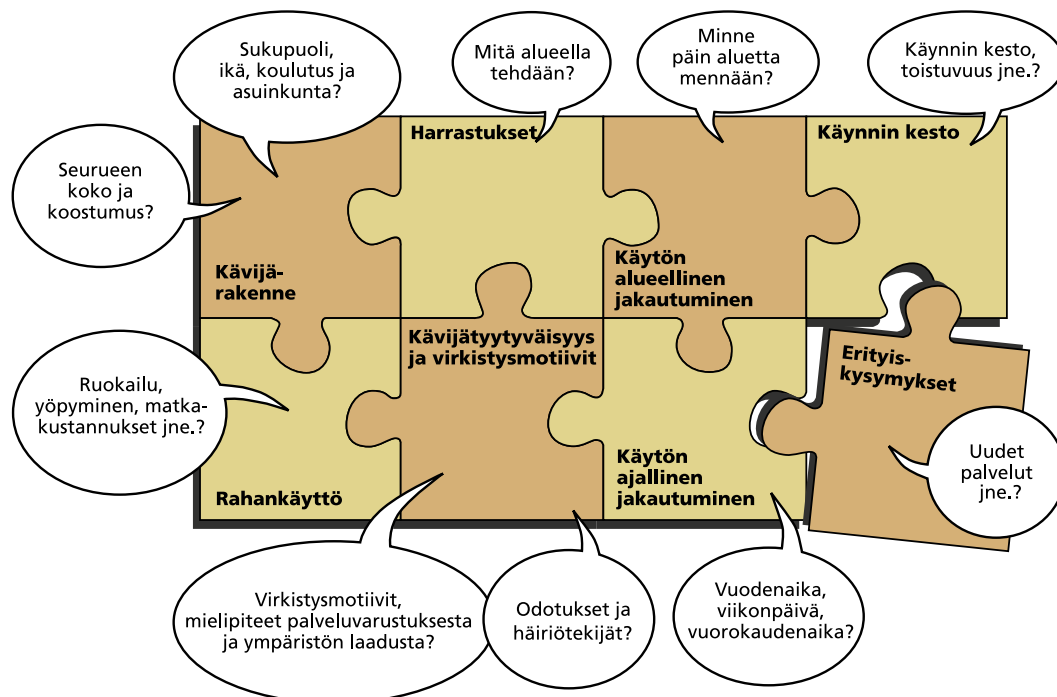 Sukupuoli,
ikä, koulutus ja
asuinkunta?
Mitä alueella
tehdään?
Minne
päin aluetta
mennään?
Käynnin kesto,
toistuvuus jne.?
Seurueen
koko ja
koostumus?
Kävijä-
rakenne
Harrastukset
Käytön
alueellinen
jakautuminen
Käynnin kesto
Ruokailu,
yöpyminen, matka-
kustannukset jne.?
Rahankäyttö
Kävijätyytyväisyys
ja virkistysmotiivit
Käytön
ajallinen
jakautuminen
Erityis-
kysymykset
Uudet
palvelut
jne.?
Virkistysmotiivit,
mielipiteet palveluvarustuksesta
ja ympäristön laadusta?
Odotukset ja
häiriötekijät?
Vuodenaika,
viikonpäivä,
vuorokaudenaika?